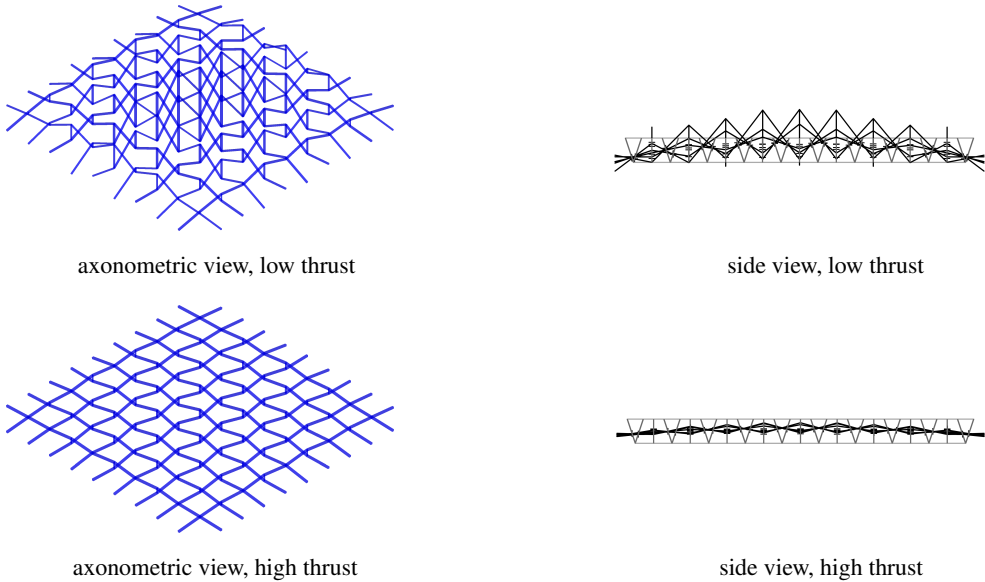 axonometric view, low thrust
side view, low thrust
axonometric view, high thrust
side view, high thrust